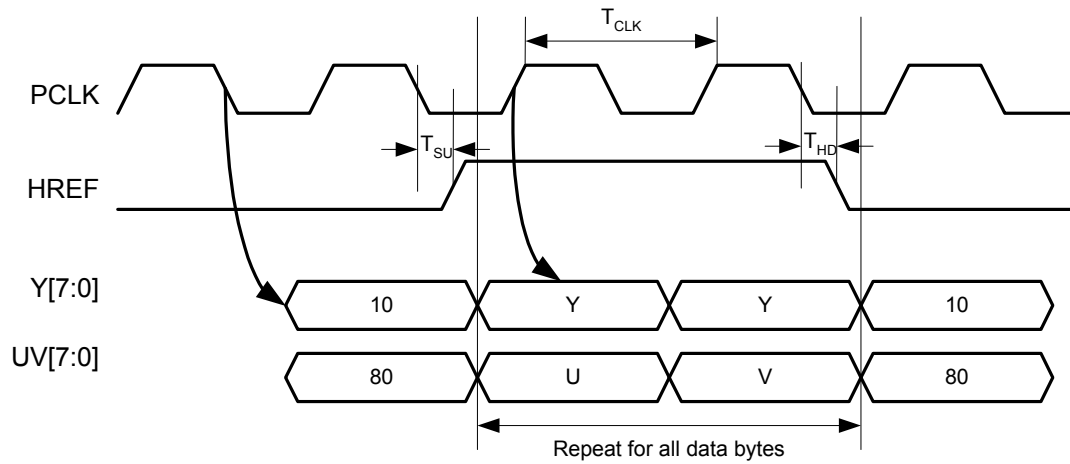 T_CLK
PCLK
T_SU
T_HD
HREF
Y[7:0]
10 Y Y 10
UV[7:0]
80 U V 80
Repeat for all data bytes